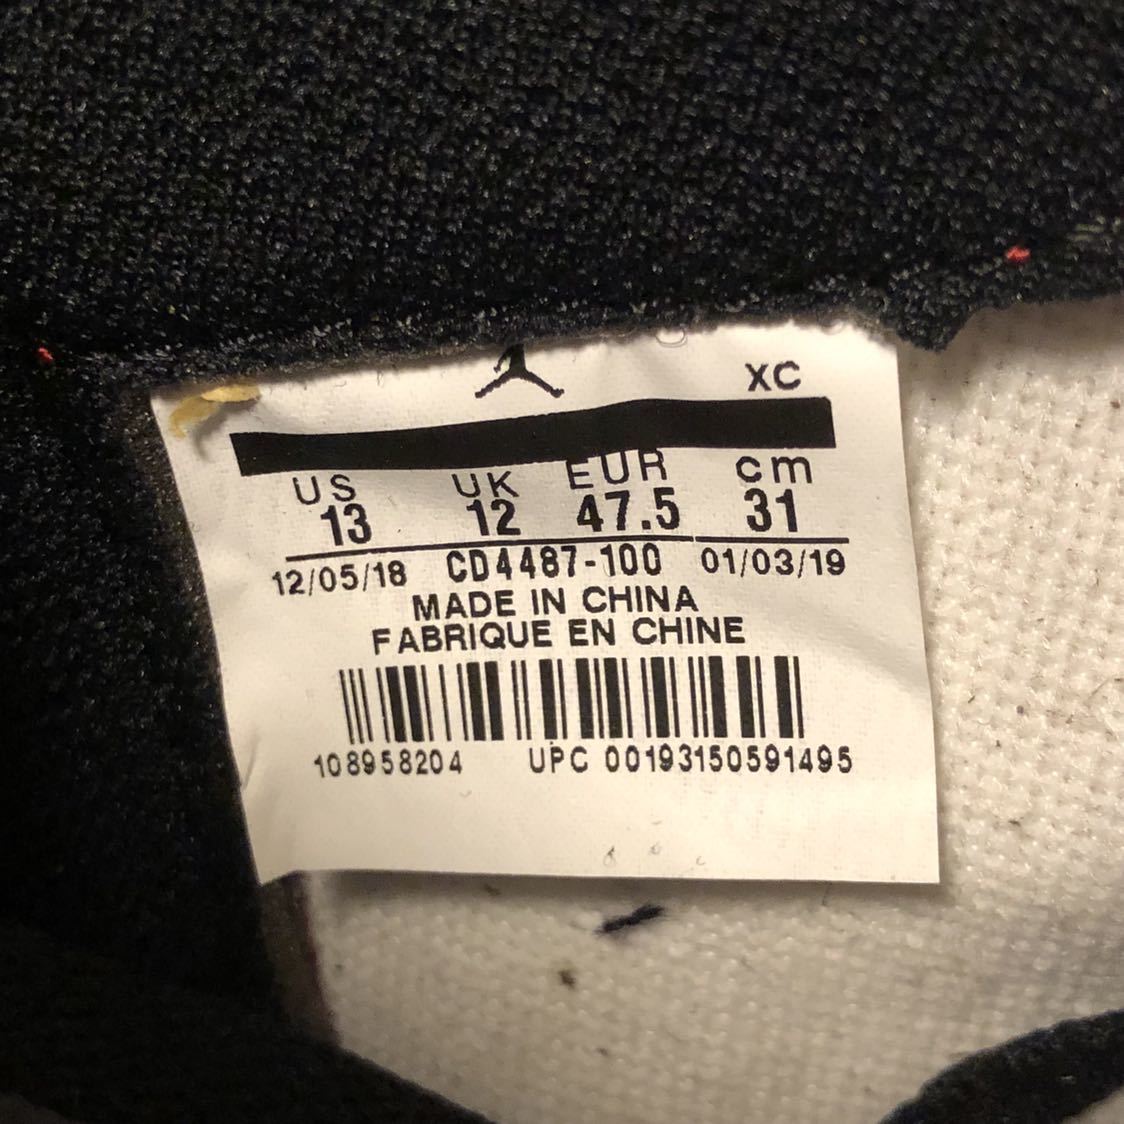 XC
US UK EUR cm
13 12 47.5 31
12/05/18 CD4487-100 01/03/19
MADE IN CHINA
FABRIQUE EN CHINE
108958204 UPC 00193150591495